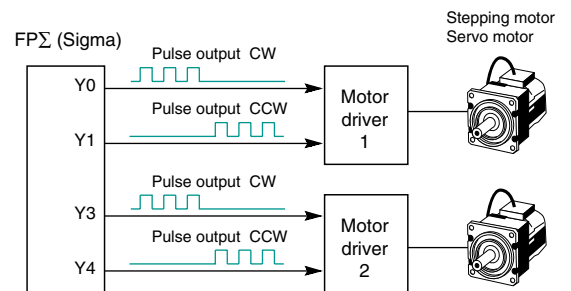 Stepping motor
Servo motor
FPΣ (Sigma)
Pulse output CW
Y0
Pulse output CCW
Y1
Motor
driver
1
Pulse output CW
Y3
Pulse output CCW
Y4
Motor
driver
2